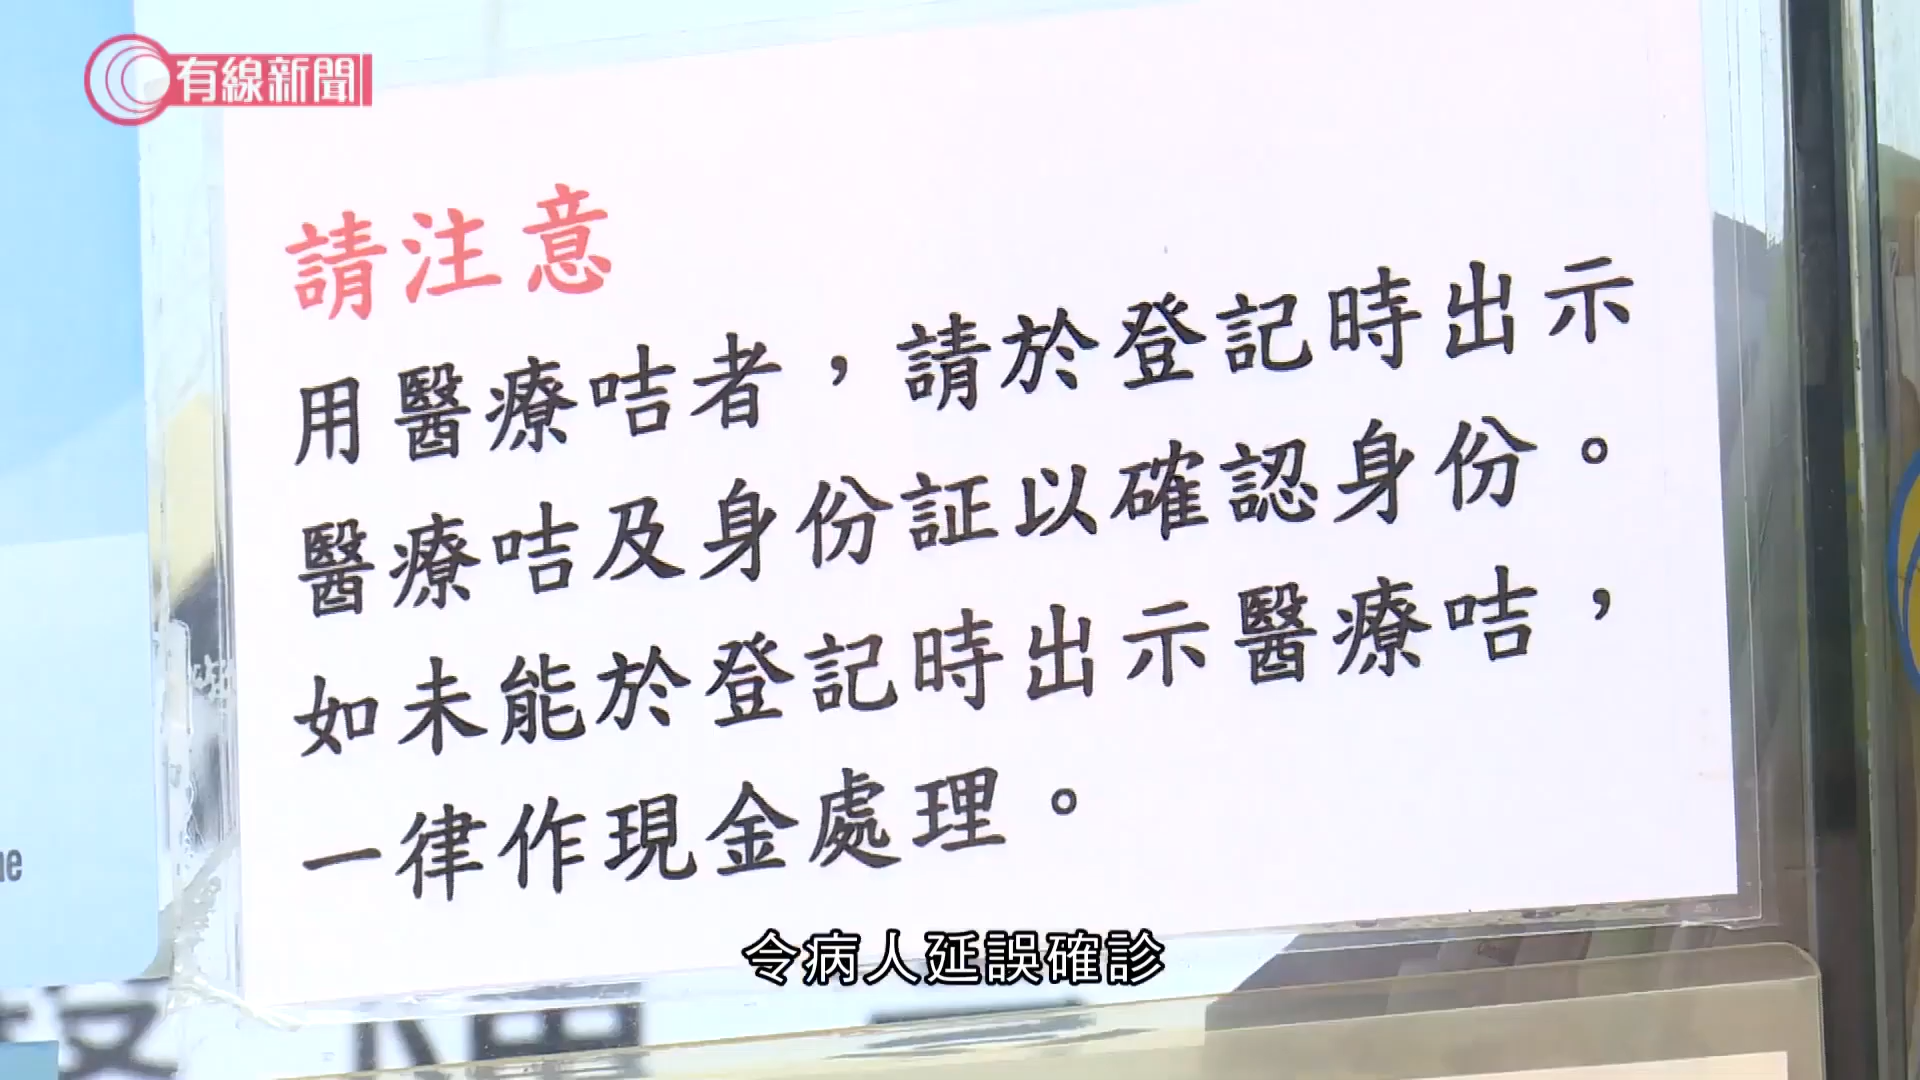 有線新聞
請注意
用醫療咭者，請於登記時出示
醫療咭及身份証以確認身份。
如未能於登記時出示醫療咭，
一律作現金處理。
令病人延誤確診